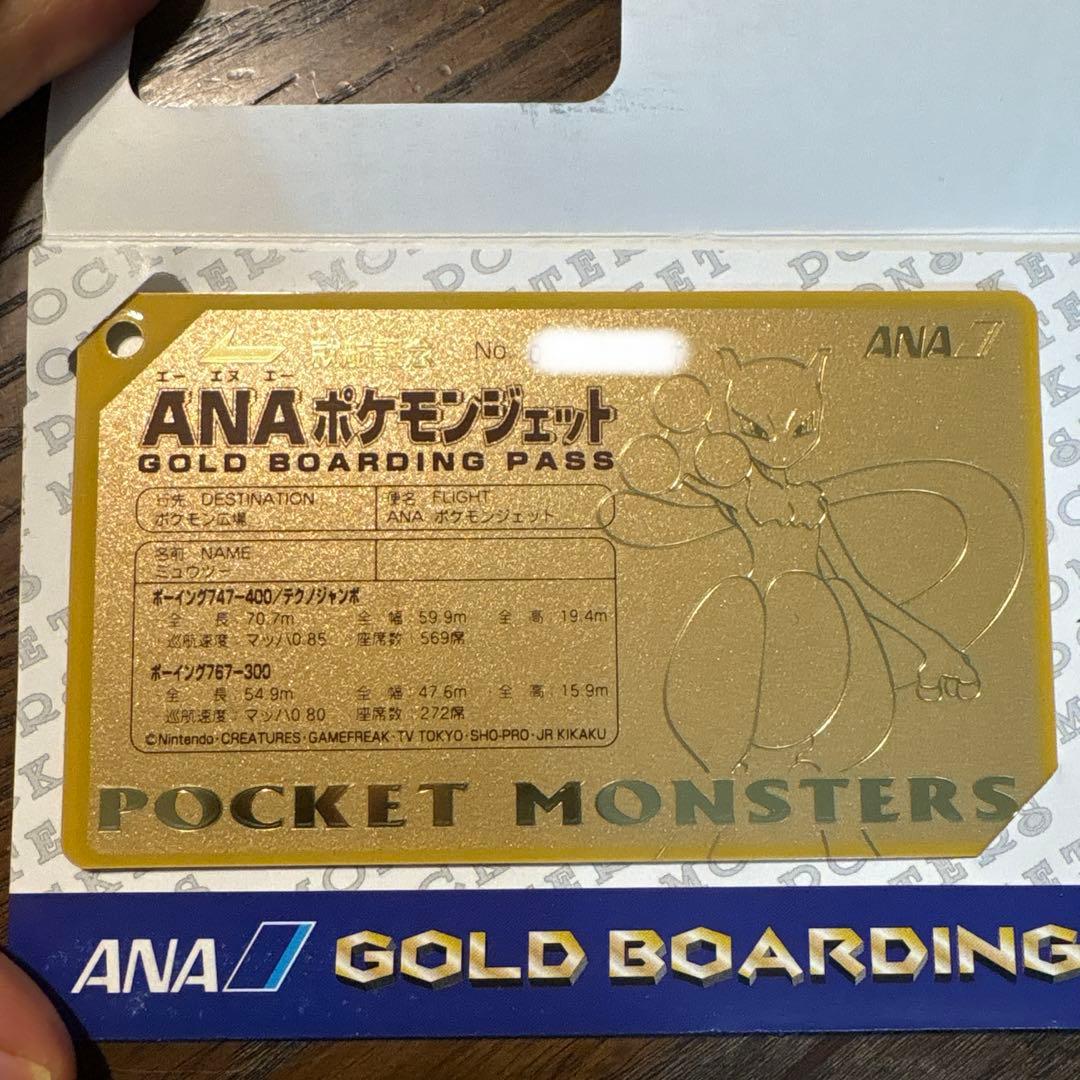 No
ANA
エー エヌ エー
ANAポケモンジェット
GOLD BOARDING PASS
行先 DESTINATION
ポケモン広場
便名 FLIGHT
ANA ポケモンジェット
名前 NAME
ミュウツー
ボーイング747-400/テクノジャンボ
全長 70.7m 全幅 59.9m 全高 19.4m
巡航速度 マッハ0.85 座席数 569席
ボーイング767-300
全長 54.9m 全幅 47.6m 全高 15.9m
巡航速度 マッハ0.80 座席数 272席
©Nintendo・CREATURES・GAMEFREAK・TV TOKYO・SHO-PRO・JR KIKAKU
POCKET MONSTERS
ANA GOLD BOARDING